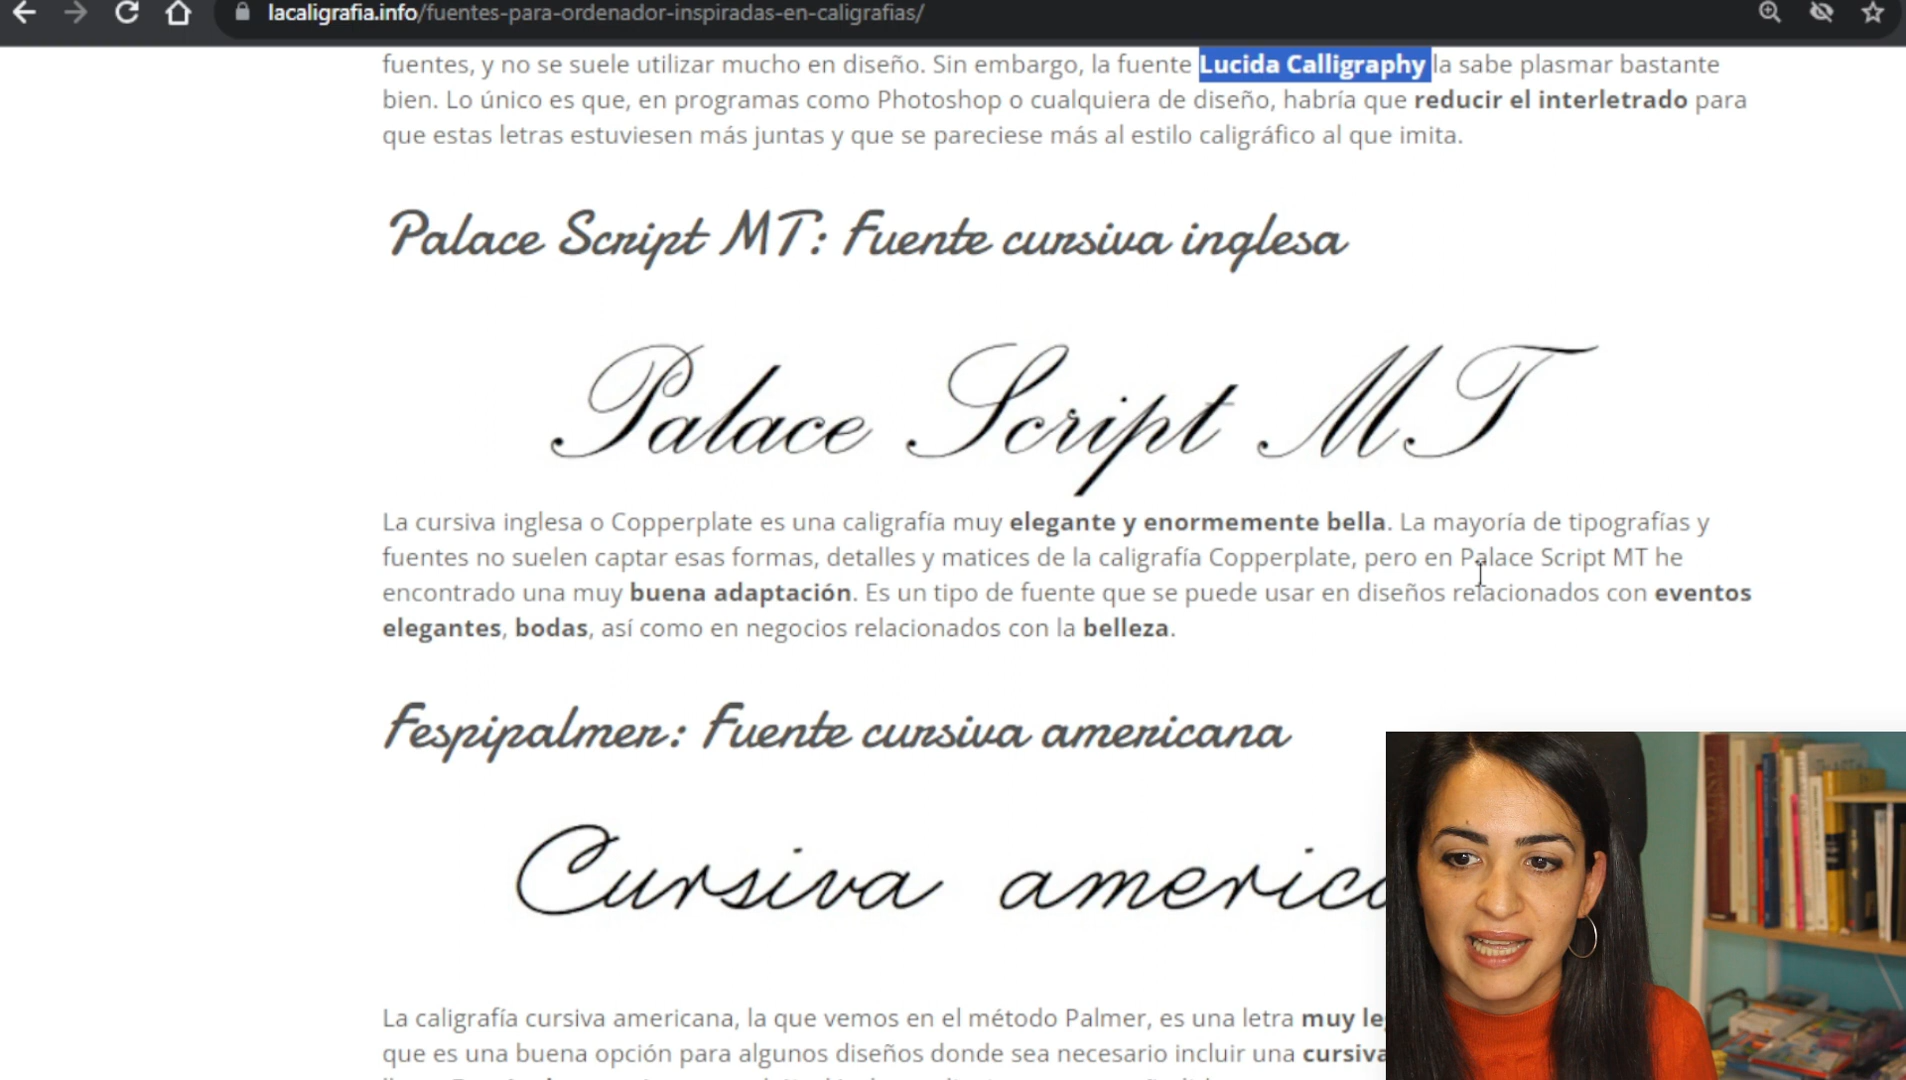 lacaligrafia.info/fuentes-para-ordenador-inspiradas-en-caligrafias/
fuentes, y no se suele utilizar mucho en diseño. Sin embargo, la fuente Lucida Calligraphy la sabe plasmar bastante
bien. Lo único es que, en programas como Photoshop o cualquiera de diseño, habría que reducir el interletrado para
que estas letras estuviesen más juntas y que se pareciese más al estilo caligráfico al que imita.
Palace Script MT: Fuente cursiva inglesa
Palace Script MT
La cursiva inglesa o Copperplate es una caligrafía muy elegante y enormemente bella. La mayoría de tipografías y
fuentes no suelen captar esas formas, detalles y matices de la caligrafía Copperplate, pero en Palace Script MT he
encontrado una muy buena adaptación. Es un tipo de fuente que se puede usar en diseños relacionados con eventos
elegantes, bodas, así como en negocios relacionados con la belleza.
Fespipalmer: Fuente cursiva americana
Cursiva americ
La caligrafía cursiva americana, la que vemos en el método Palmer, es una letra muy le
que es una buena opción para algunos diseños donde sea necesario incluir una cursiva